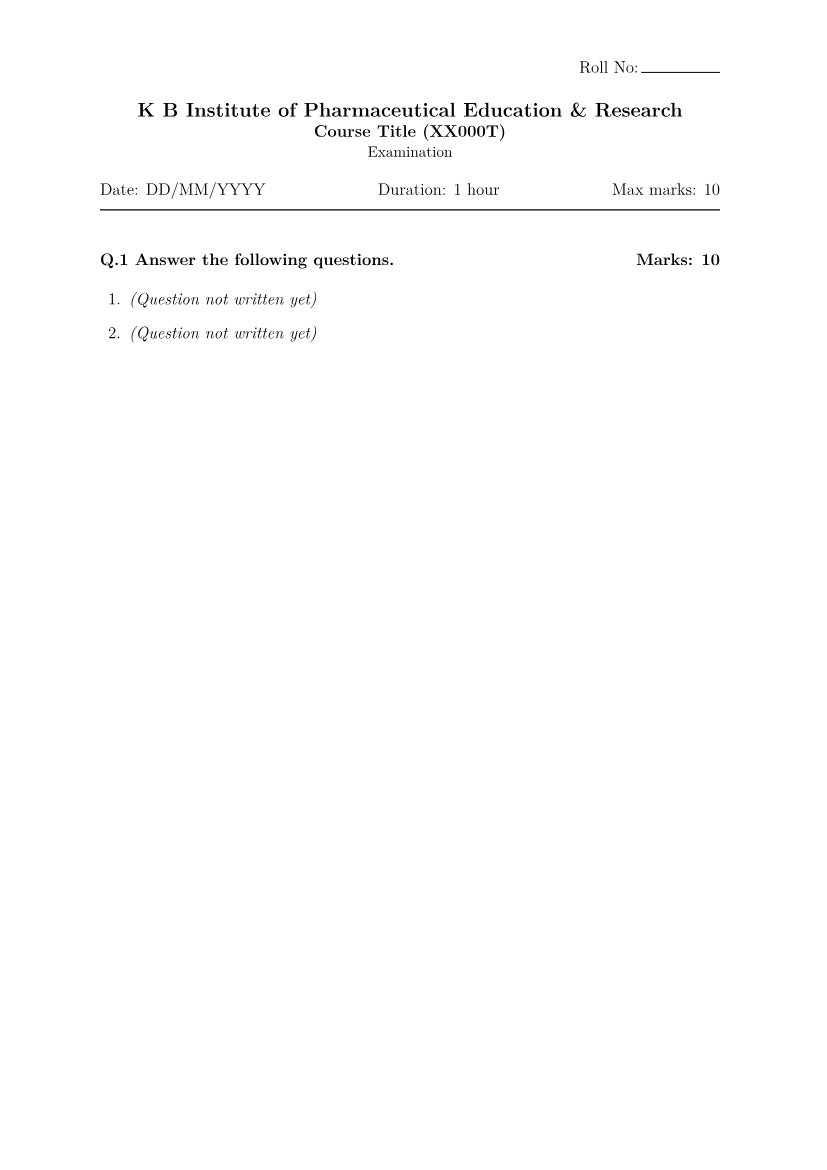 Roll No:
K B Institute of Pharmaceutical Education & Research
Course Title (XX000T)
Examination
Date: DD/MM/YYYY Duration: 1 hour Max marks: 10
Q.1 Answer the following questions. Marks: 10
1. (Question not written yet)
2. (Question not written yet)